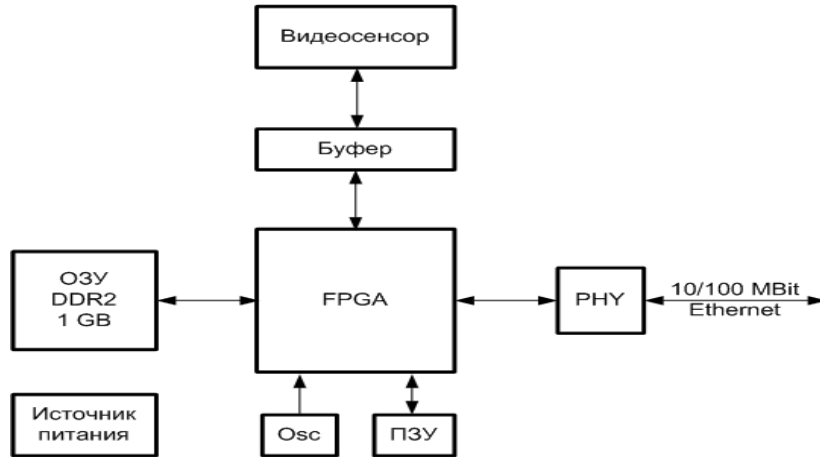 Видеосенсор
Буфер
ОЗУ
DDR2
1 GB
FPGA
PHY
10/100 MBit
Ethernet
Источник
питания
Osc
ПЗУ